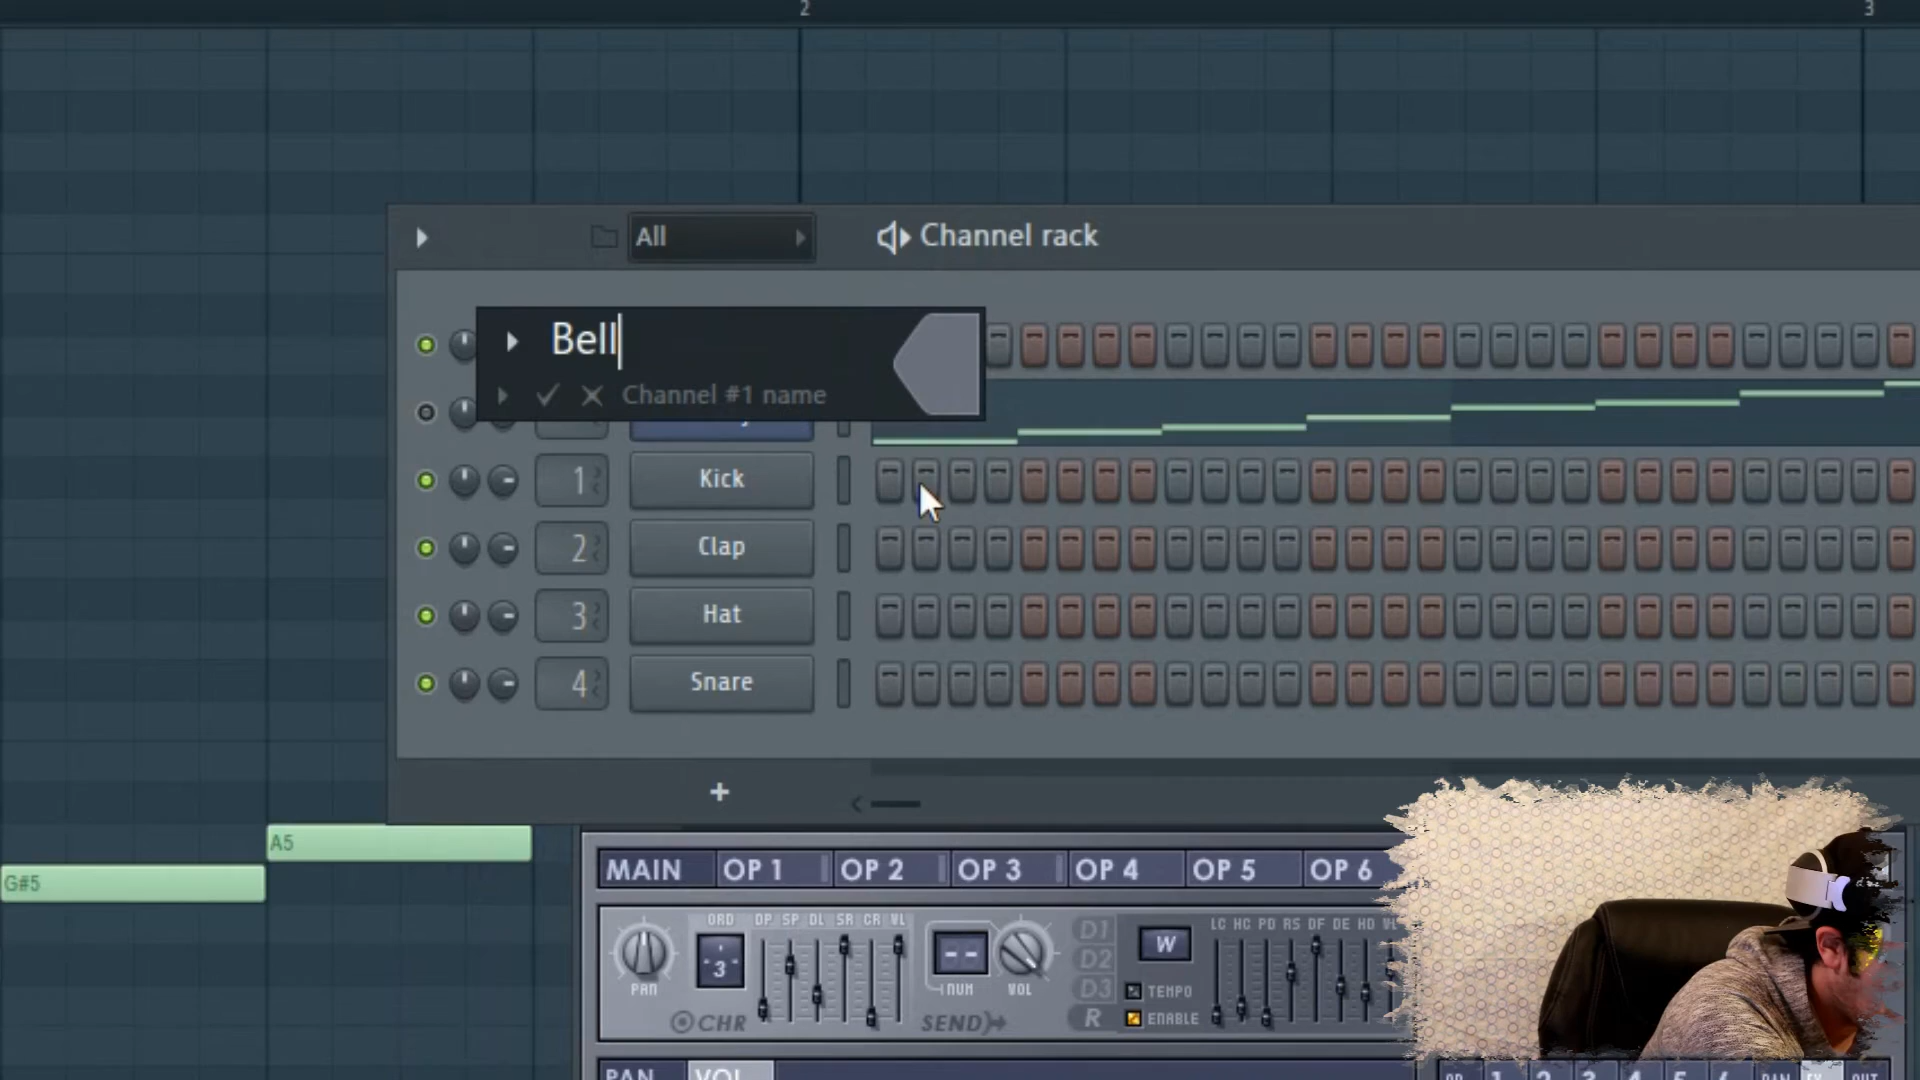 2 3
All Channel rack
Bell
Channel #1 name
1 Kick
2 Clap
3 Hat
4 Snare
+
A5
G#5
MAIN OP 1 OP 2 OP 3 OP 4 OP 5 OP 6
ORD DP SP DL SR CR VL
3
PAN
CHR
SEND
NUM
VOL
D1
D2
D3
R
W
TEMPO
ENABLE
LC HC PD RS DF DE HD
PAN VOL